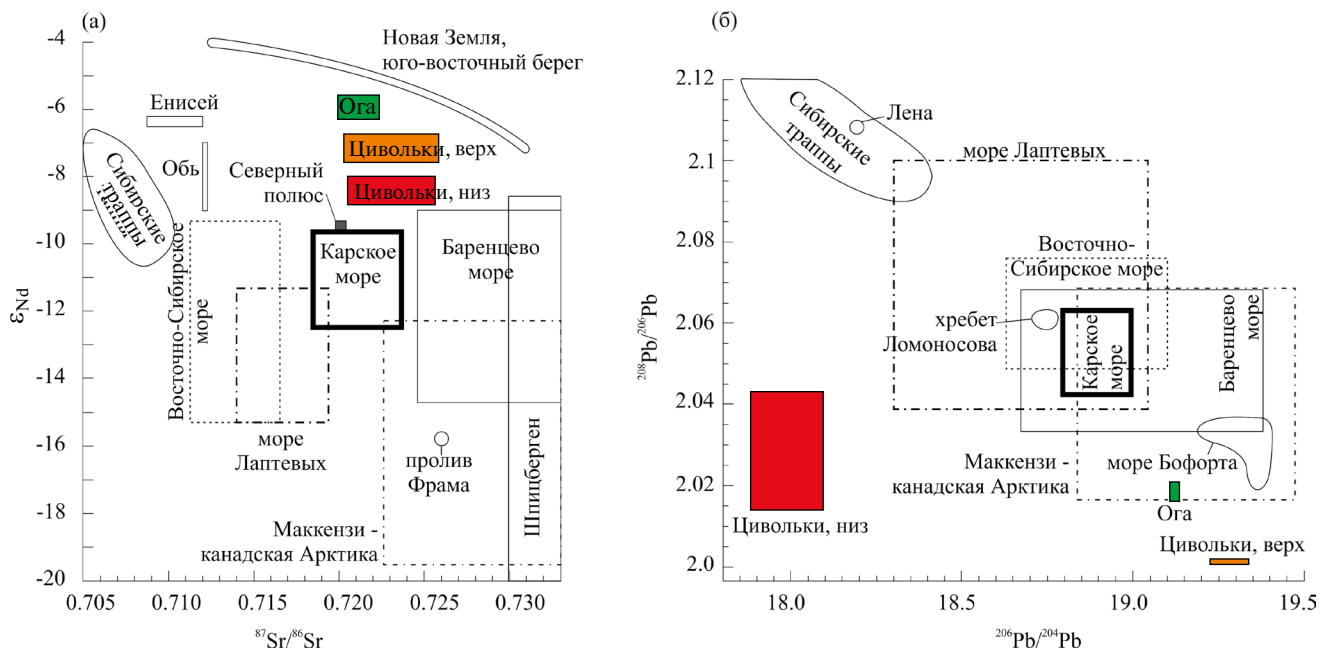 (а)
-4
-6
-8
-10
-12
-14
-16
-18
-20
εNd
0.705
0.710
0.715
0.720
0.725
0.730
87Sr/86Sr
Новая Земля,
юго-восточный берег
Енисей
Ога
Цивольки, верх
Обь
Северный
полюс
Цивольки, низ
Сибирские
траппы
Восточно-Сибирское
море
Карское
море
Баренцево
море
море
Лаптевых
пролив
Фрама
Маккензи -
канадская Арктика
Шпицберген
(б)
2.12
2.10
2.08
2.06
2.04
2.02
2.0
208Pb/206Pb
18.0
18.5
19.0
19.5
206Pb/204Pb
Сибирские
траппы
Лена
море Лаптевых
Восточно-
Сибирское море
хребет
Ломоносова
Карское
море
Баренцево
море
море Бофорта
Маккензи -
канадская Арктика
Ога
Цивольки, низ
Цивольки, верх